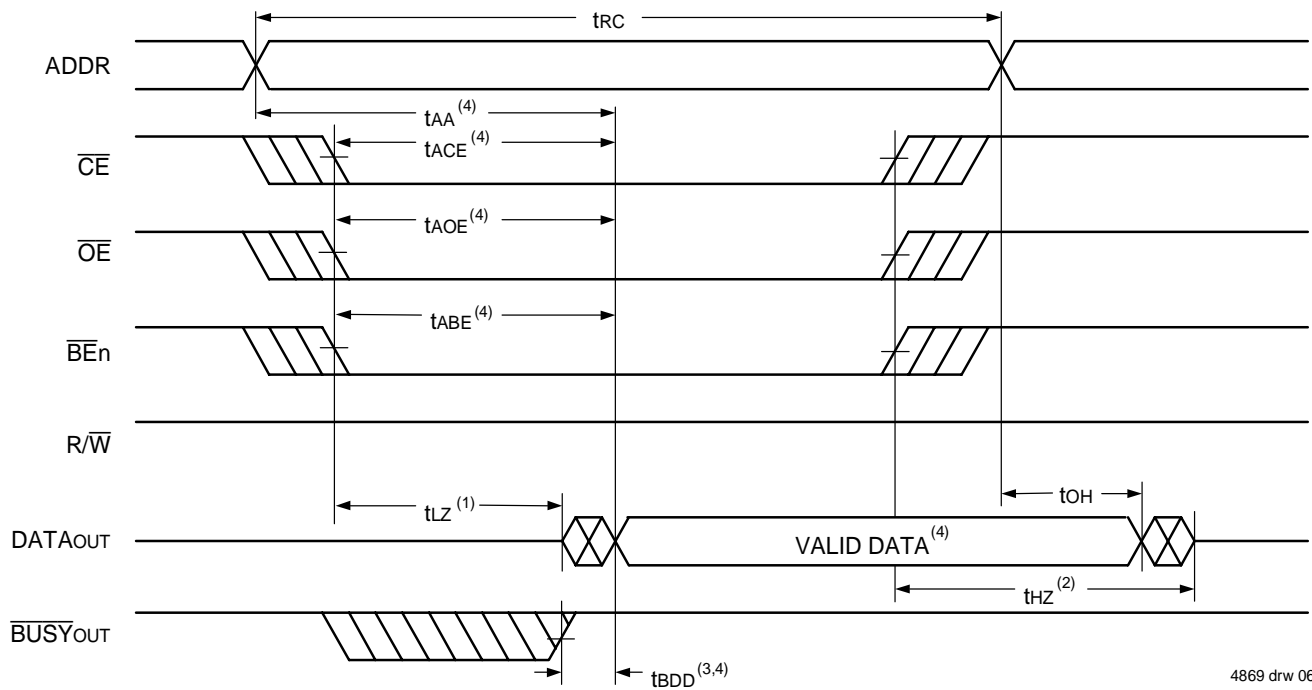 tRC
ADDR
tAA(4)
tACE(4)
CE
tAOE(4)
OE
tABE(4)
BEn
R/W
tLZ(1)
tOH
DATAOUT
VALID DATA(4)
tHZ(2)
BUSYOUT
tBDD(3,4)
4869 drw 06